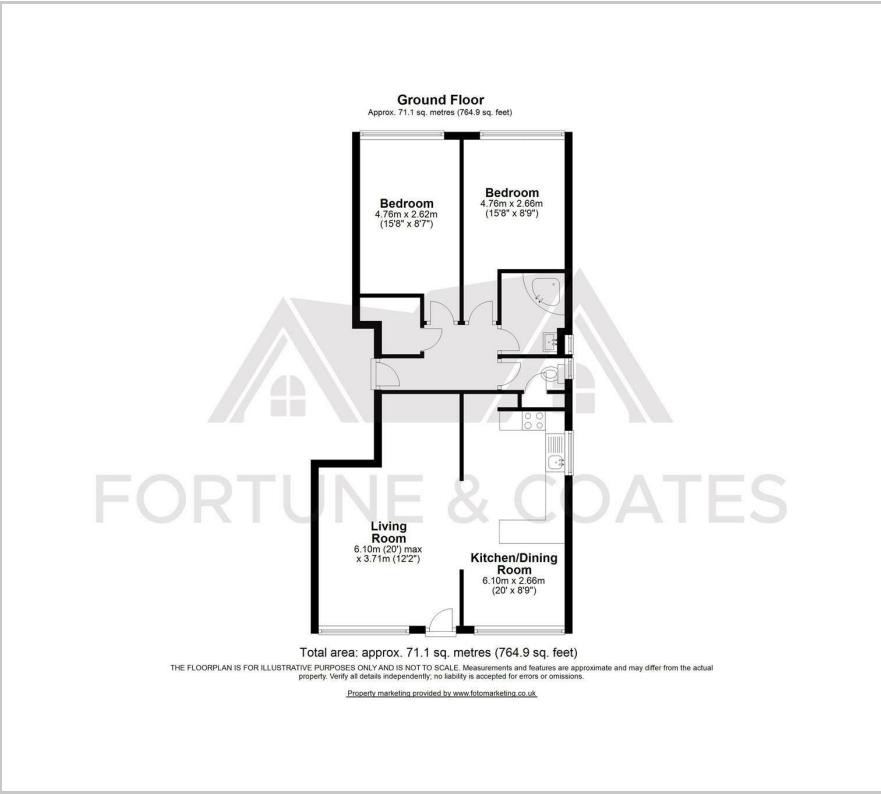 Ground Floor
Approx. 71.1 sq. metres (764.9 sq. feet)
Bedroom
4.76m x 2.62m
(15'8" x 8'7")
Bedroom
4.76m x 2.66m
(15'8" x 8'9")
FORTUNE & COATES
Living
Room
6.10m (20') max
x 3.71m (12'2")
Kitchen/Dining
Room
6.10m x 2.66m
(20' x 8'9")
Total area: approx. 71.1 sq. metres (764.9 sq. feet)
THE FLOORPLAN IS FOR ILLUSTRATIVE PURPOSES ONLY AND IS NOT TO SCALE. Measurements and features are approximate and may differ from the actual
property. Verify all details independently; no liability is accepted for errors or omissions.
Property marketing provided by www.fotomarketing.co.uk